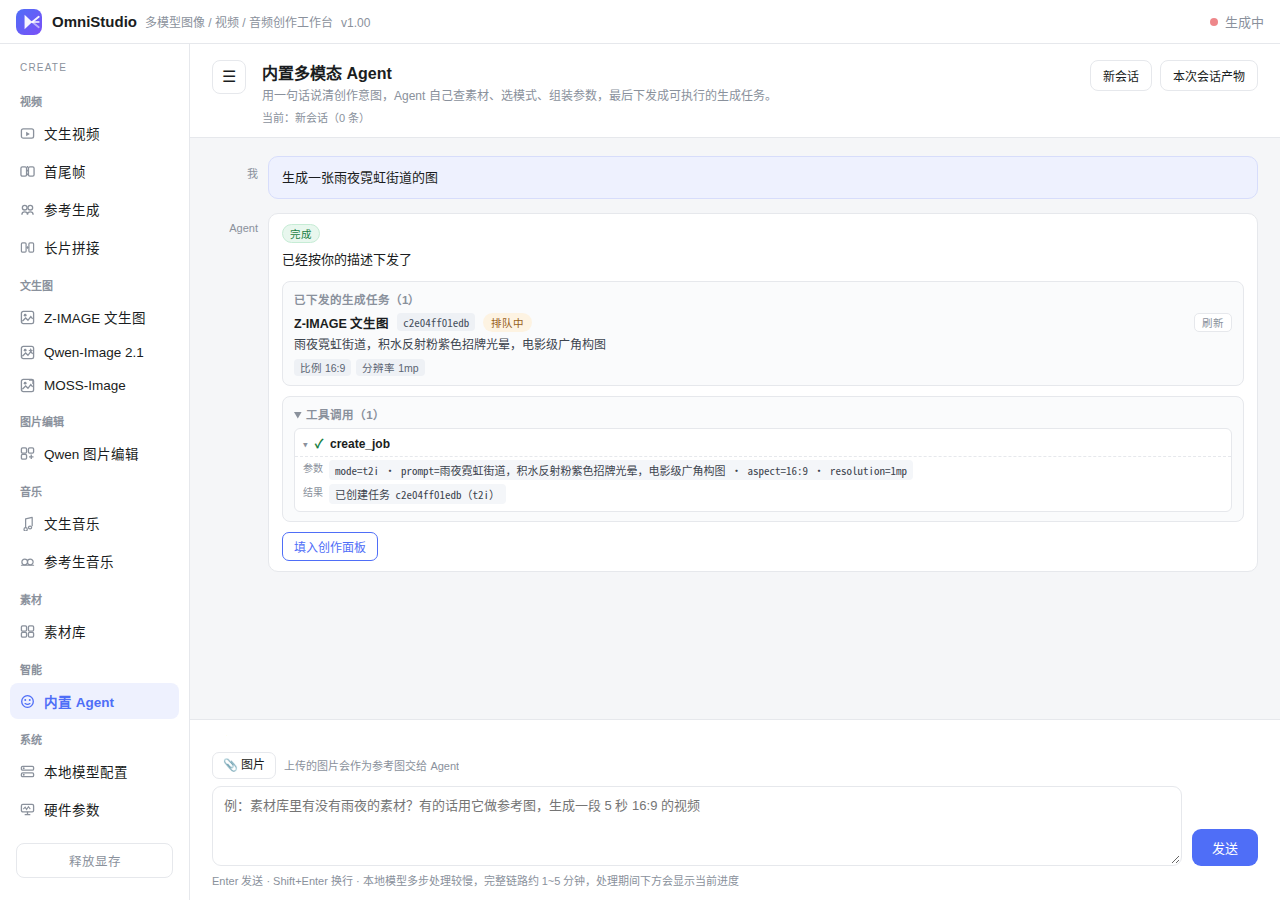 OmniStudio 多模型图像 / 视频 / 音频创作工作台 v1.00
生成中
CREATE
视频
文生视频
首尾帧
参考生成
长片拼接
文生图
Z-IMAGE 文生图
Qwen-Image 2.1
MOSS-Image
图片编辑
Qwen 图片编辑
音乐
文生音乐
参考生音乐
素材
素材库
智能
内置 Agent
系统
本地模型配置
硬件参数
释放显存
☰
内置多模态 Agent
用一句话说清创作意图，Agent 自己查素材、选模式、组装参数，最后下发成可执行的生成任务。
当前：新会话（0 条）
新会话
本次会话产物
我
生成一张雨夜霓虹街道的图
Agent
完成
已经按你的描述下发了
已下发的生成任务（1）
Z-IMAGE 文生图 c2e04ff01edb 排队中
刷新
雨夜霓虹街道，积水反射粉紫色招牌光晕，电影级广角构图
比例 16:9 分辨率 1mp
▼ 工具调用（1）
▾ ✓ create_job
参数 mode=t2i · prompt=雨夜霓虹街道，积水反射粉紫色招牌光晕，电影级广角构图 · aspect=16:9 · resolution=1mp
结果 已创建任务 c2e04ff01edb（t2i）
填入创作面板
📎 图片 上传的图片会作为参考图交给 Agent
例：素材库里有没有雨夜的素材？有的话用它做参考图，生成一段 5 秒 16:9 的视频
发送
Enter 发送 · Shift+Enter 换行 · 本地模型多步处理较慢，完整链路约 1~5 分钟，处理期间下方会显示当前进度